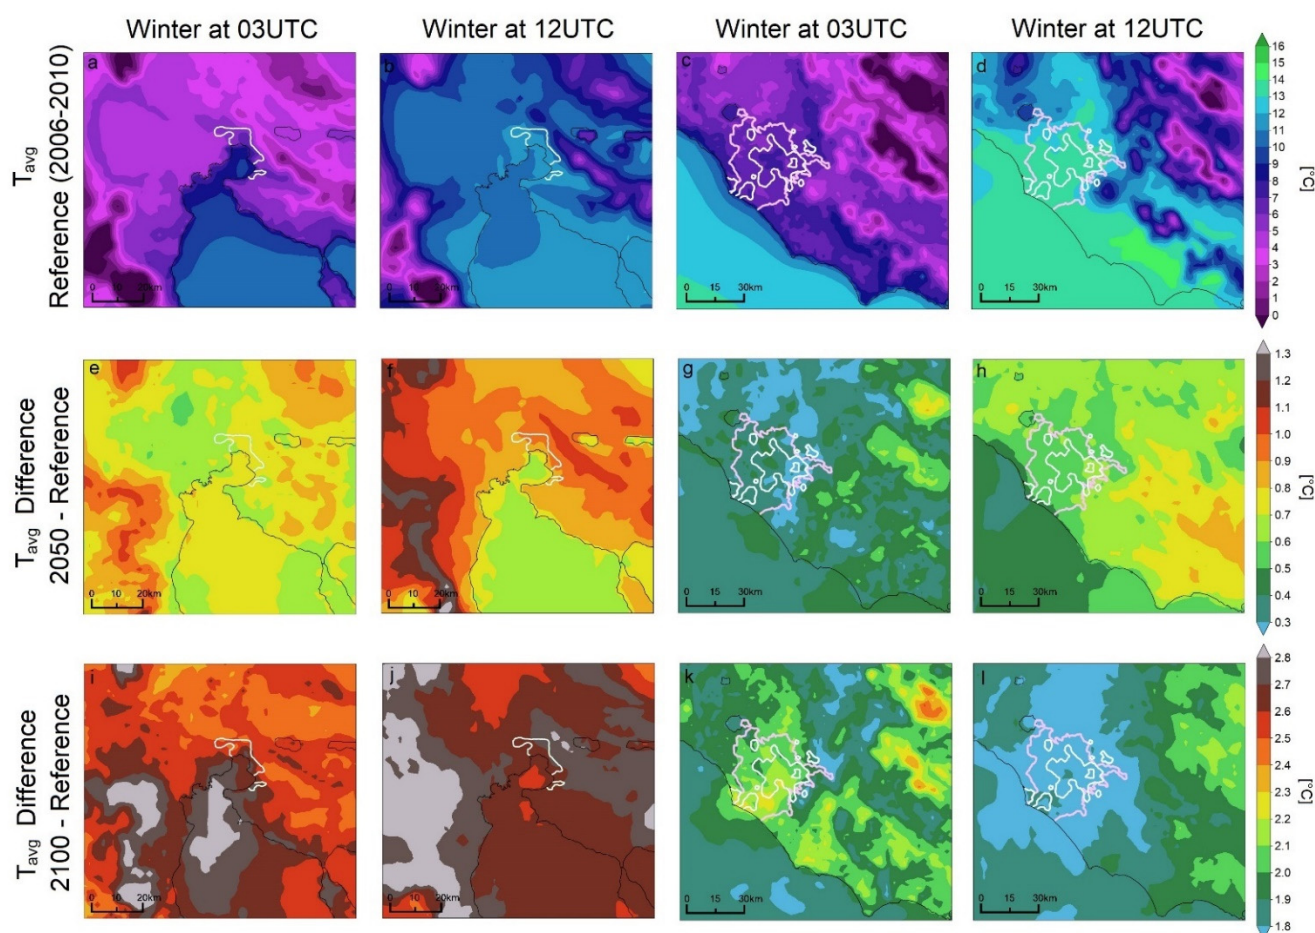 Winter at 03UTC
Winter at 12UTC
Winter at 03UTC
Winter at 12UTC
Tavg
Reference (2006-2010)
a
0 10 20km
b
0 10 20km
c
0 15 30km
d
0 15 30km
16
15
14
13
12
11
10
9
8
7
6
5
4
3
2
1
0
[°C]
Tavg Difference
2050 - Reference
e
0 10 20km
f
0 10 20km
g
0 15 30km
h
0 15 30km
1.3
1.2
1.1
1.0
0.9
0.8
0.7
0.6
0.5
0.4
0.3
[°C]
Tavg Difference
2100 - Reference
i
0 10 20km
j
0 10 20km
k
0 15 30km
l
0 15 30km
2.8
2.7
2.6
2.5
2.4
2.3
2.2
2.1
2.0
1.9
1.8
[°C]